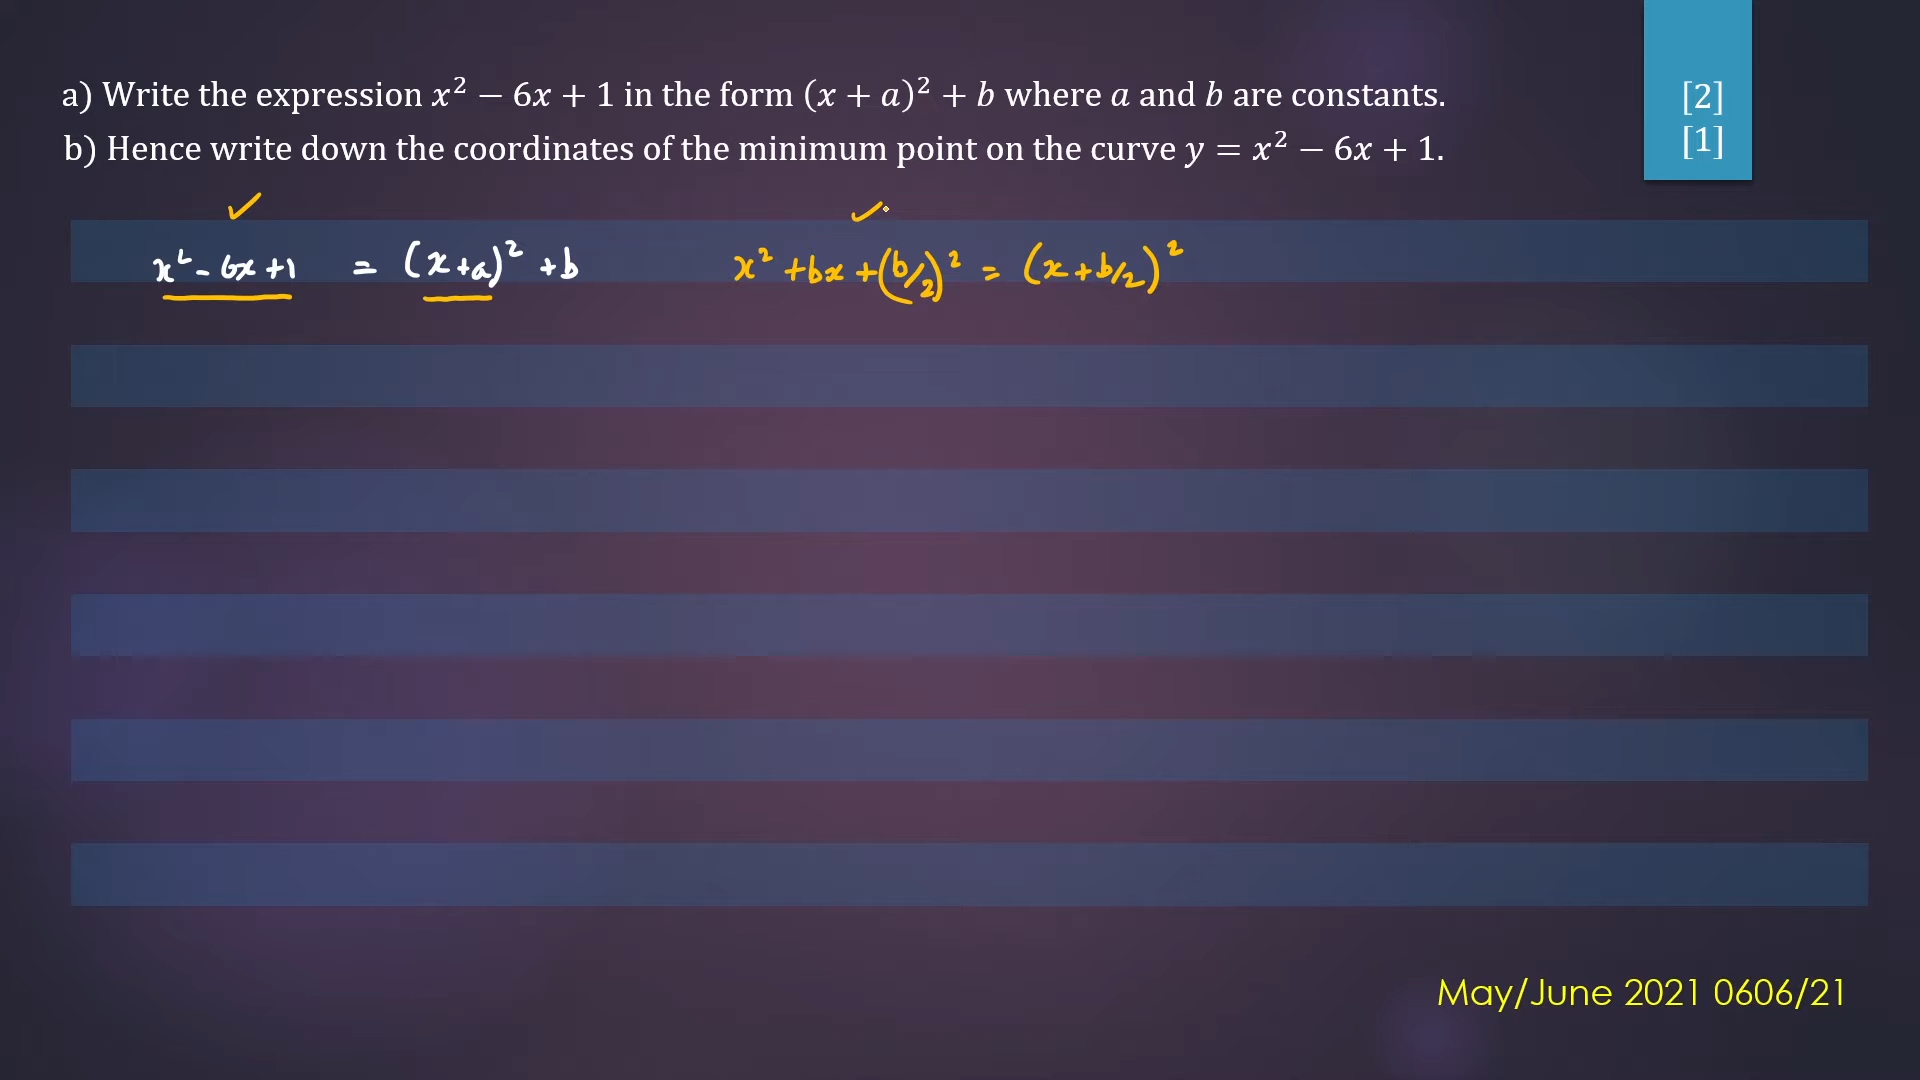 a) Write the expression x² − 6x + 1 in the form (x + a)² + b where a and b are constants. [2]
b) Hence write down the coordinates of the minimum point on the curve y = x² − 6x + 1. [1]
x² - 6x + 1 = (x + a)² + b
x² + bx + (b/2)² = (x + b/2)²
May/June 2021 0606/21